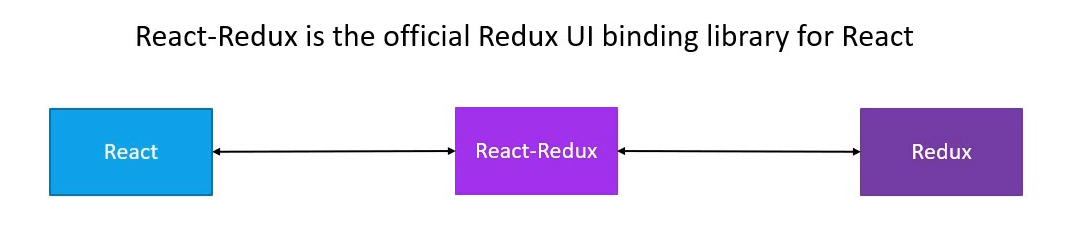 React-Redux is the official Redux UI binding library for React
React
React-Redux
Redux